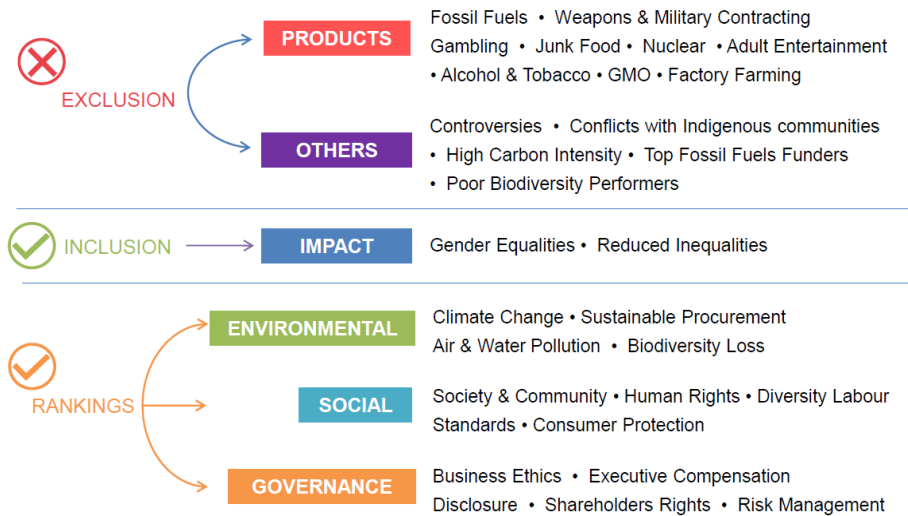 PRODUCTS
Fossil Fuels • Weapons & Military Contracting
Gambling • Junk Food • Nuclear • Adult Entertainment
• Alcohol & Tobacco • GMO • Factory Farming
EXCLUSION
OTHERS
Controversies • Conflicts with Indigenous communities
• High Carbon Intensity • Top Fossil Fuels Funders
• Poor Biodiversity Performers
INCLUSION
IMPACT
Gender Equalities • Reduced Inequalities
ENVIRONMENTAL
Climate Change • Sustainable Procurement
Air & Water Pollution • Biodiversity Loss
RANKINGS
SOCIAL
Society & Community • Human Rights • Diversity Labour
Standards • Consumer Protection
GOVERNANCE
Business Ethics • Executive Compensation
Disclosure • Shareholders Rights • Risk Management